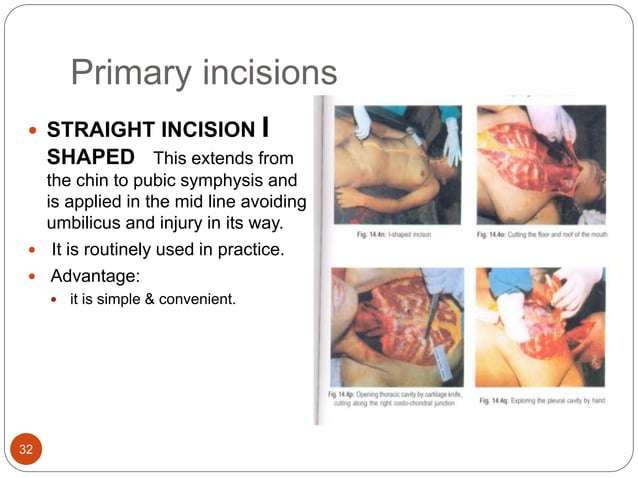 Primary incisions
• STRAIGHT INCISION I
SHAPED This extends from
the chin to pubic symphysis and
is applied in the mid line avoiding
umbilicus and injury in its way.
• It is routinely used in practice.
• Advantage:
• it is simple & convenient.
Fig. 14.4n: I-shaped incison
Fig. 14.4o: Cutting the floor and roof of the mouth
Fig. 14.4p: Opening thoracic cavity by cartilage knife,
cutting along the right costo-chondral junction
Fig. 14.4q: Exploring the pleural cavity by hand
32